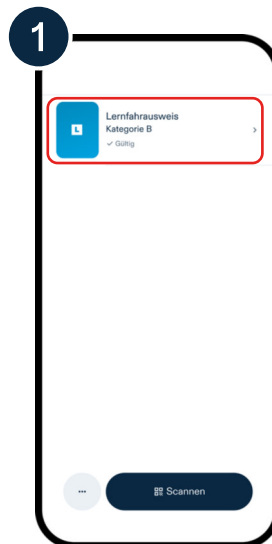 1
L
Lernfahrausweis
Kategorie B
✓ Gültig
Scannen